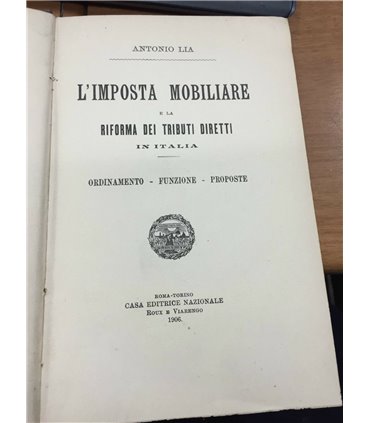 ANTONIO LIA
L'IMPOSTA MOBILIARE
E LA
RIFORMA DEI TRIBUTI DIRETTI
IN ITALIA
ORDINAMENTO - FUNZIONE - PROPOSTE
ROMA-TORINO
CASA EDITRICE NAZIONALE
ROUX E VIARENGO
1906.